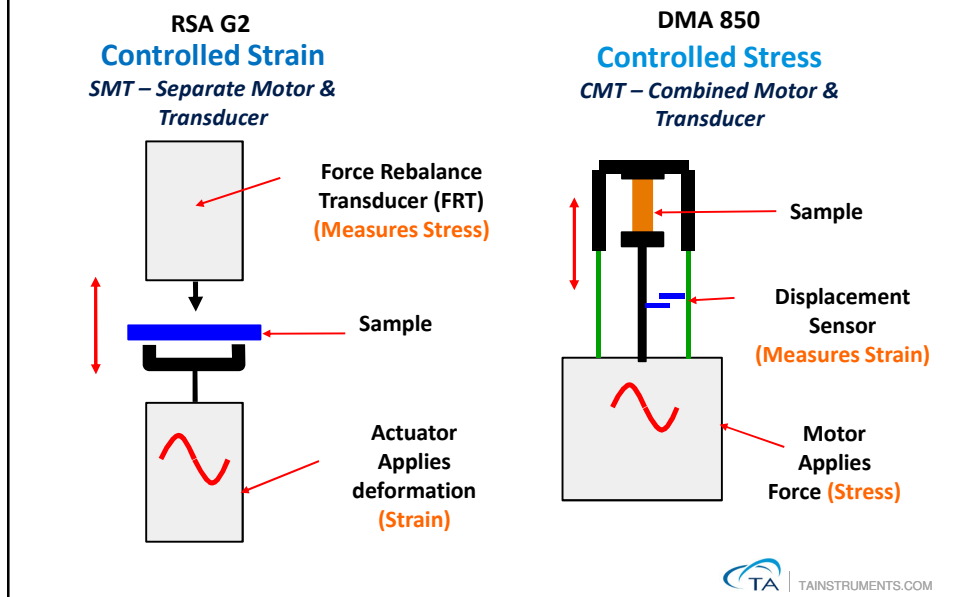 RSA G2
Controlled Strain
SMT – Separate Motor &
Transducer
Force Rebalance
Transducer (FRT)
(Measures Stress)
Sample
Actuator
Applies
deformation
(Strain)
DMA 850
Controlled Stress
CMT – Combined Motor &
Transducer
Sample
Displacement
Sensor
(Measures Strain)
Motor
Applies
Force (Stress)
TA
TAINSTRUMENTS.COM